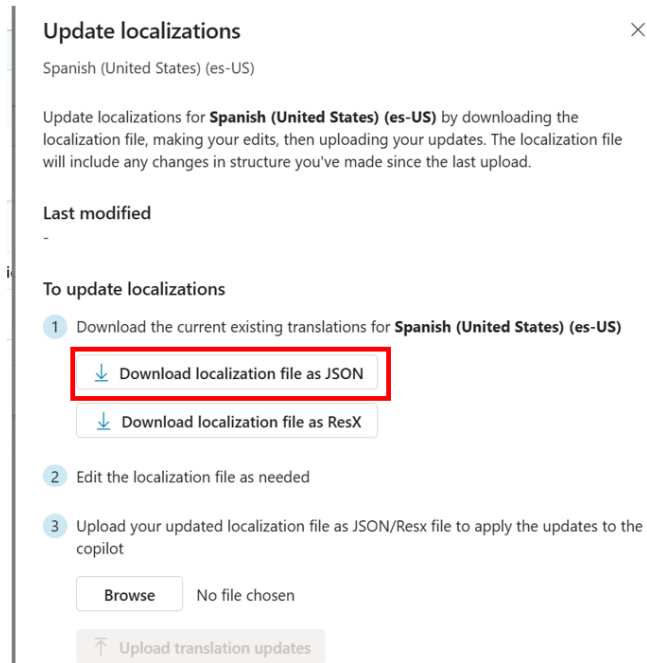 Update localizations
Spanish (United States) (es-US)
Update localizations for Spanish (United States) (es-US) by downloading the
localization file, making your edits, then uploading your updates. The localization file
will include any changes in structure you've made since the last upload.
Last modified
-
To update localizations
1 Download the current existing translations for Spanish (United States) (es-US)
Download localization file as JSON
Download localization file as ResX
2 Edit the localization file as needed
3 Upload your updated localization file as JSON/Resx file to apply the updates to the
copilot
Browse No file chosen
Upload translation updates